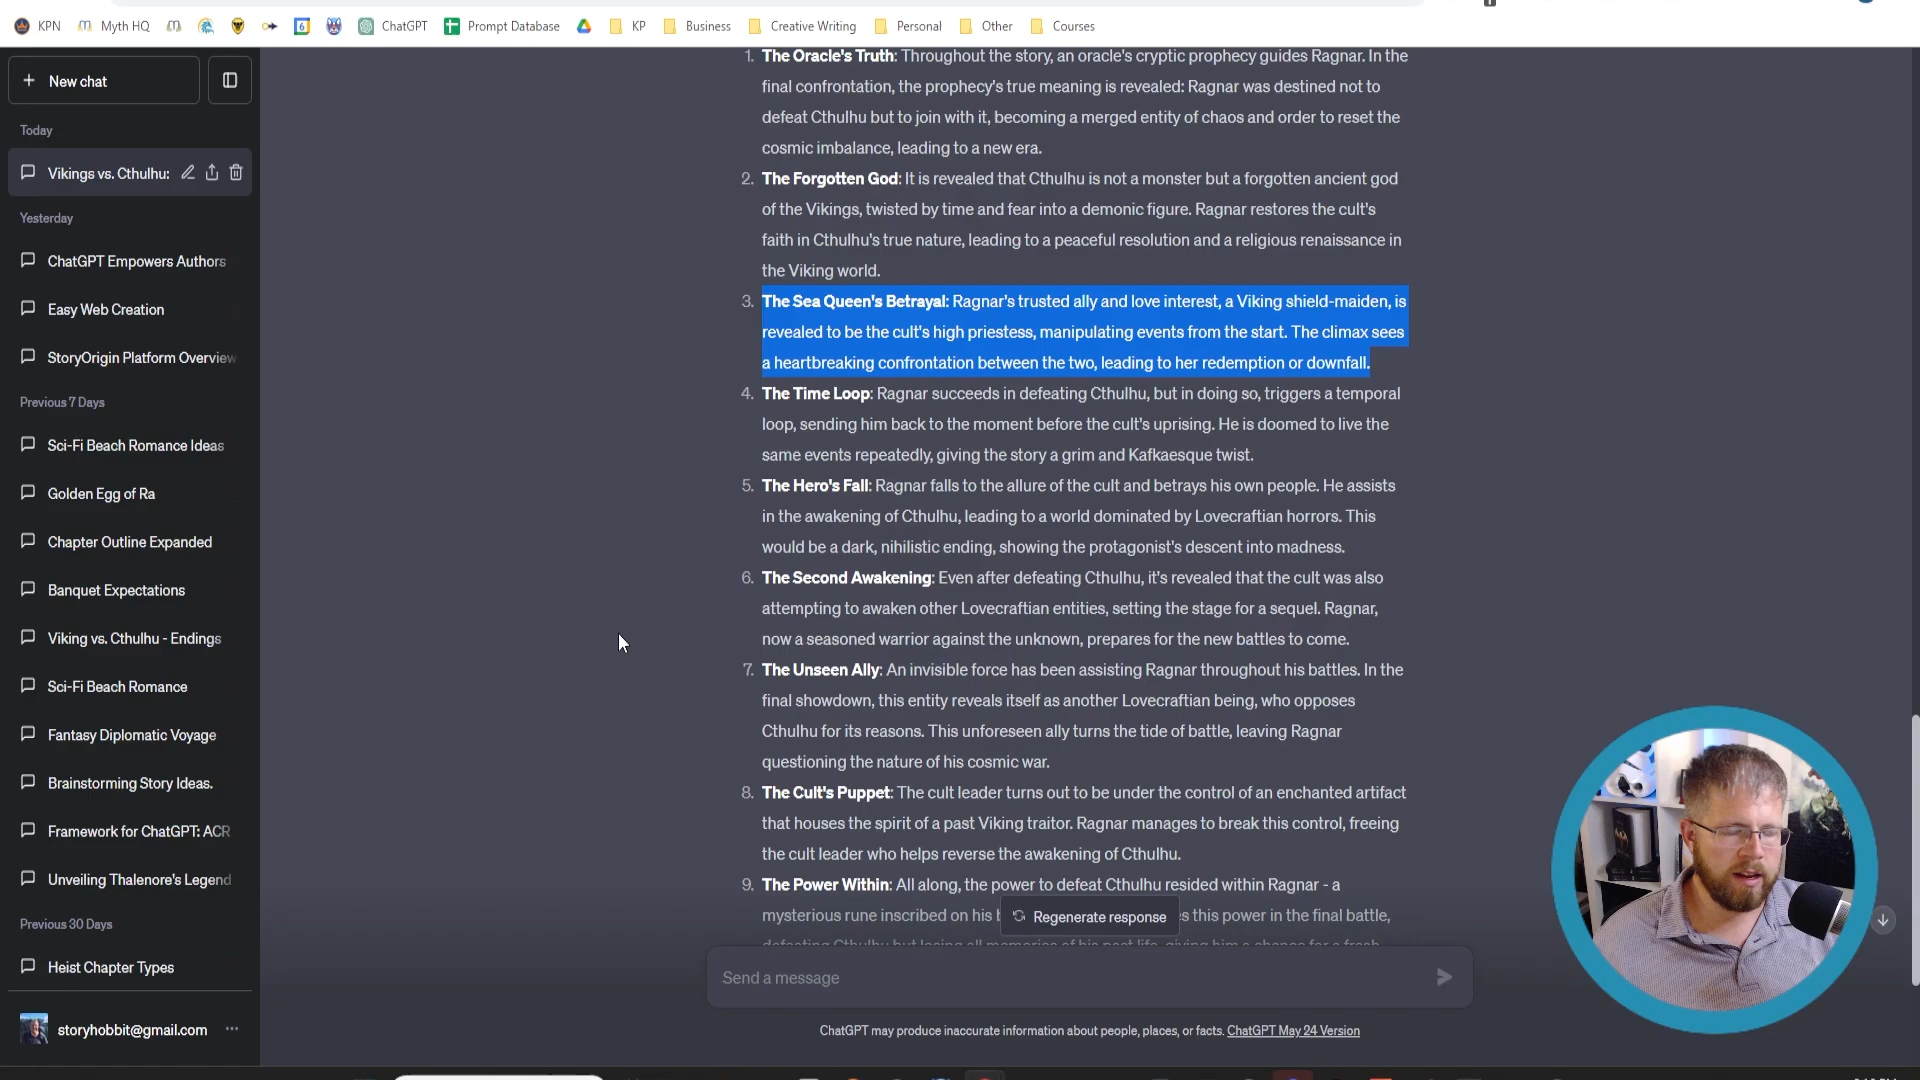 KPN Myth HQ 6 ChatGPT Prompt Database KP Business Creative Writing Personal Other Courses
New chat
Today
Vikings vs. Cthulhu:
Yesterday
ChatGPT Empowers Authors
Easy Web Creation
StoryOrigin Platform Overview
Previous 7 Days
Sci-Fi Beach Romance Ideas
Golden Egg of Ra
Chapter Outline Expanded
Banquet Expectations
Viking vs. Cthulhu - Endings
Sci-Fi Beach Romance
Fantasy Diplomatic Voyage
Brainstorming Story Ideas.
Framework for ChatGPT: ACR
Unveiling Thalenore's Legend
Previous 30 Days
Heist Chapter Types
storyhobbit@gmail.com
1. The Oracle's Truth: Throughout the story, an oracle's cryptic prophecy guides Ragnar. In the
final confrontation, the prophecy's true meaning is revealed: Ragnar was destined not to
defeat Cthulhu but to join with it, becoming a merged entity of chaos and order to reset the
cosmic imbalance, leading to a new era.
2. The Forgotten God: It is revealed that Cthulhu is not a monster but a forgotten ancient god
of the Vikings, twisted by time and fear into a demonic figure. Ragnar restores the cult's
faith in Cthulhu's true nature, leading to a peaceful resolution and a religious renaissance in
the Viking world.
3. The Sea Queen's Betrayal: Ragnar's trusted ally and love interest, a Viking shield-maiden, is
revealed to be the cult's high priestess, manipulating events from the start. The climax sees
a heartbreaking confrontation between the two, leading to her redemption or downfall.
4. The Time Loop: Ragnar succeeds in defeating Cthulhu, but in doing so, triggers a temporal
loop, sending him back to the moment before the cult's uprising. He is doomed to live the
same events repeatedly, giving the story a grim and Kafkaesque twist.
5. The Hero's Fall: Ragnar falls to the allure of the cult and betrays his own people. He assists
in the awakening of Cthulhu, leading to a world dominated by Lovecraftian horrors. This
would be a dark, nihilistic ending, showing the protagonist's descent into madness.
6. The Second Awakening: Even after defeating Cthulhu, it's revealed that the cult was also
attempting to awaken other Lovecraftian entities, setting the stage for a sequel. Ragnar,
now a seasoned warrior against the unknown, prepares for the new battles to come.
7. The Unseen Ally: An invisible force has been assisting Ragnar throughout his battles. In the
final showdown, this entity reveals itself as another Lovecraftian being, who opposes
Cthulhu for its reasons. This unforeseen ally turns the tide of battle, leaving Ragnar
questioning the nature of his cosmic war.
8. The Cult's Puppet: The cult leader turns out to be under the control of an enchanted artifact
that houses the spirit of a past Viking traitor. Ragnar manages to break this control, freeing
the cult leader who helps reverse the awakening of Cthulhu.
9. The Power Within: All along, the power to defeat Cthulhu resided within Ragnar - a
mysterious rune inscribed on his this power in the final battle,
defeating Cthulhu but losing all memories of his past life, giving him a chance for a fresh
Regenerate response
Send a message
ChatGPT may produce inaccurate information about people, places, or facts. ChatGPT May 24 Version